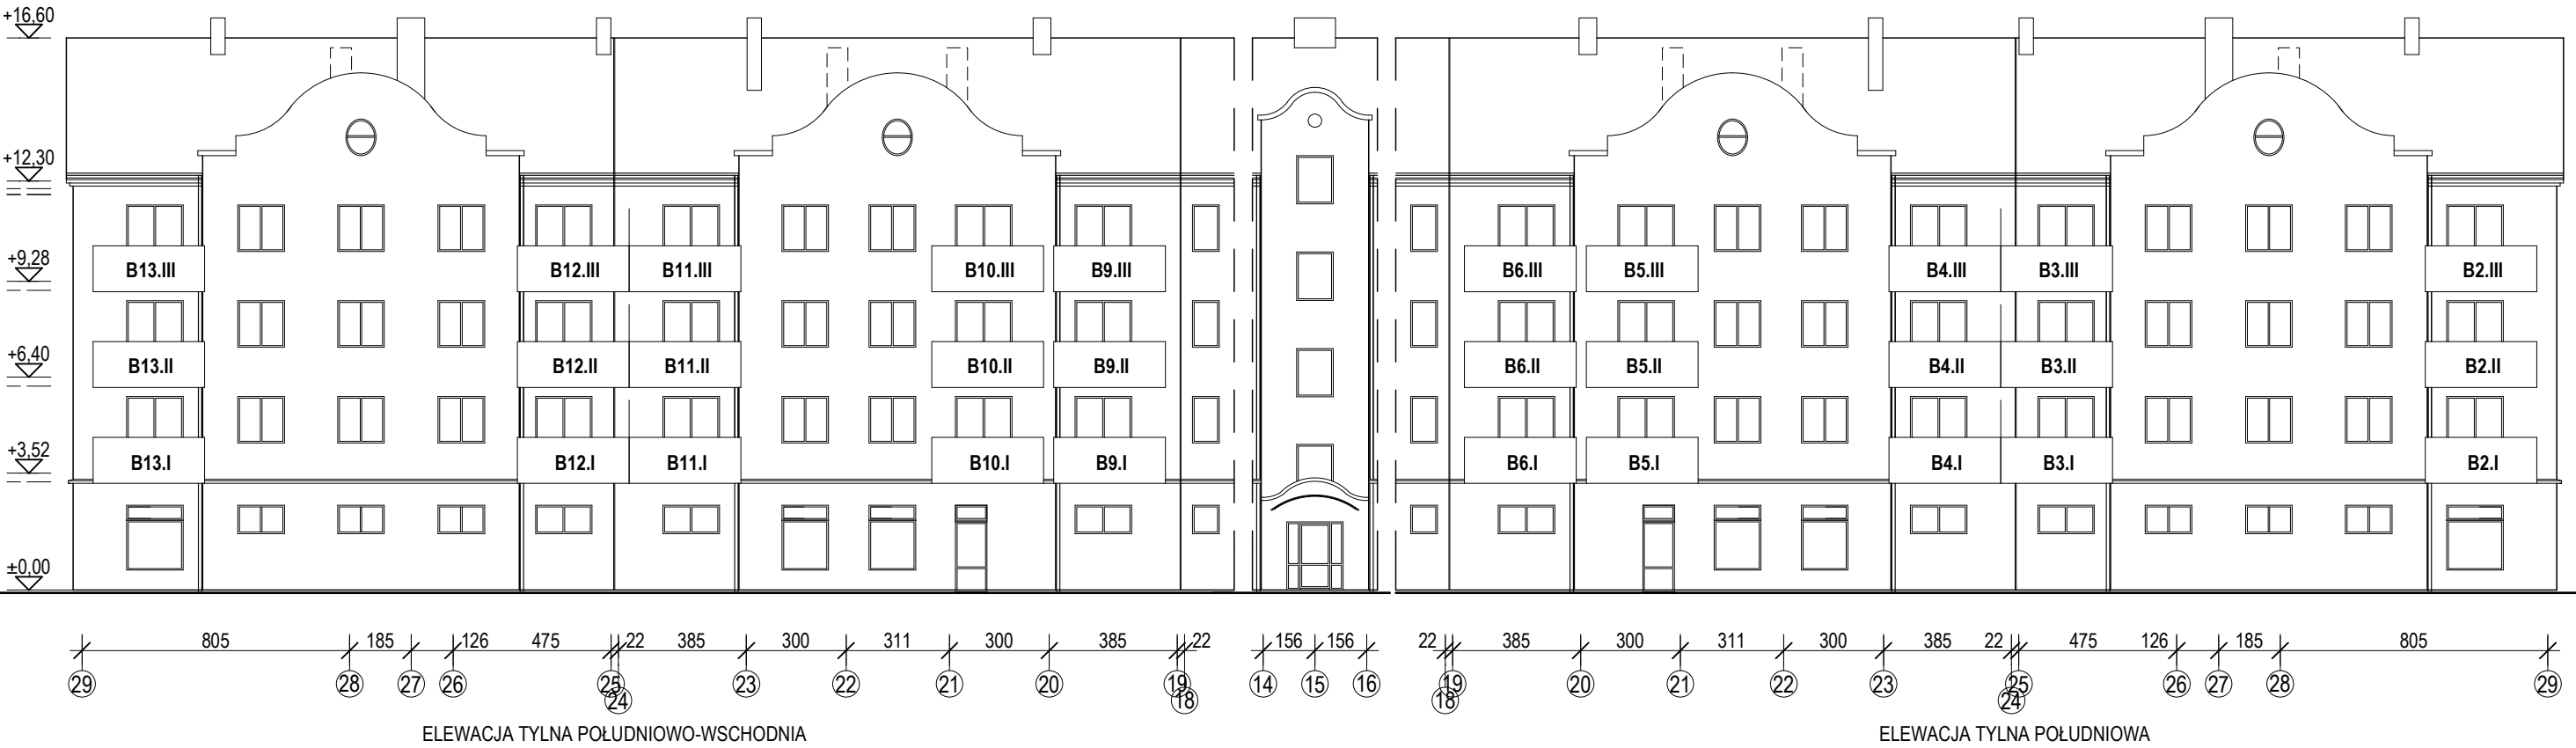 +16,60
+12,30
+9,28
+6,40
+3,52
±0,00
B13.III B12.III B11.III B10.III B9.III B6.III B5.III B4.III B3.III B2.III
B13.II B12.II B11.II B10.II B9.II B6.II B5.II B4.II B3.II B2.II
B13.I B12.I B11.I B10.I B9.I B6.I B5.I B4.I B3.I B2.I
805 185 126 475 22 385 300 311 300 385 22 156 156 22 385 300 311 300 385 22 475 126 185 805
29 28 27 26 25 24 23 22 21 20 19 18 14 15 16 18 19 20 21 22 23 24 25 26 27 28 29
ELEWACJA TYLNA POŁUDNIOWO-WSCHODNIA
ELEWACJA TYLNA POŁUDNIOWA